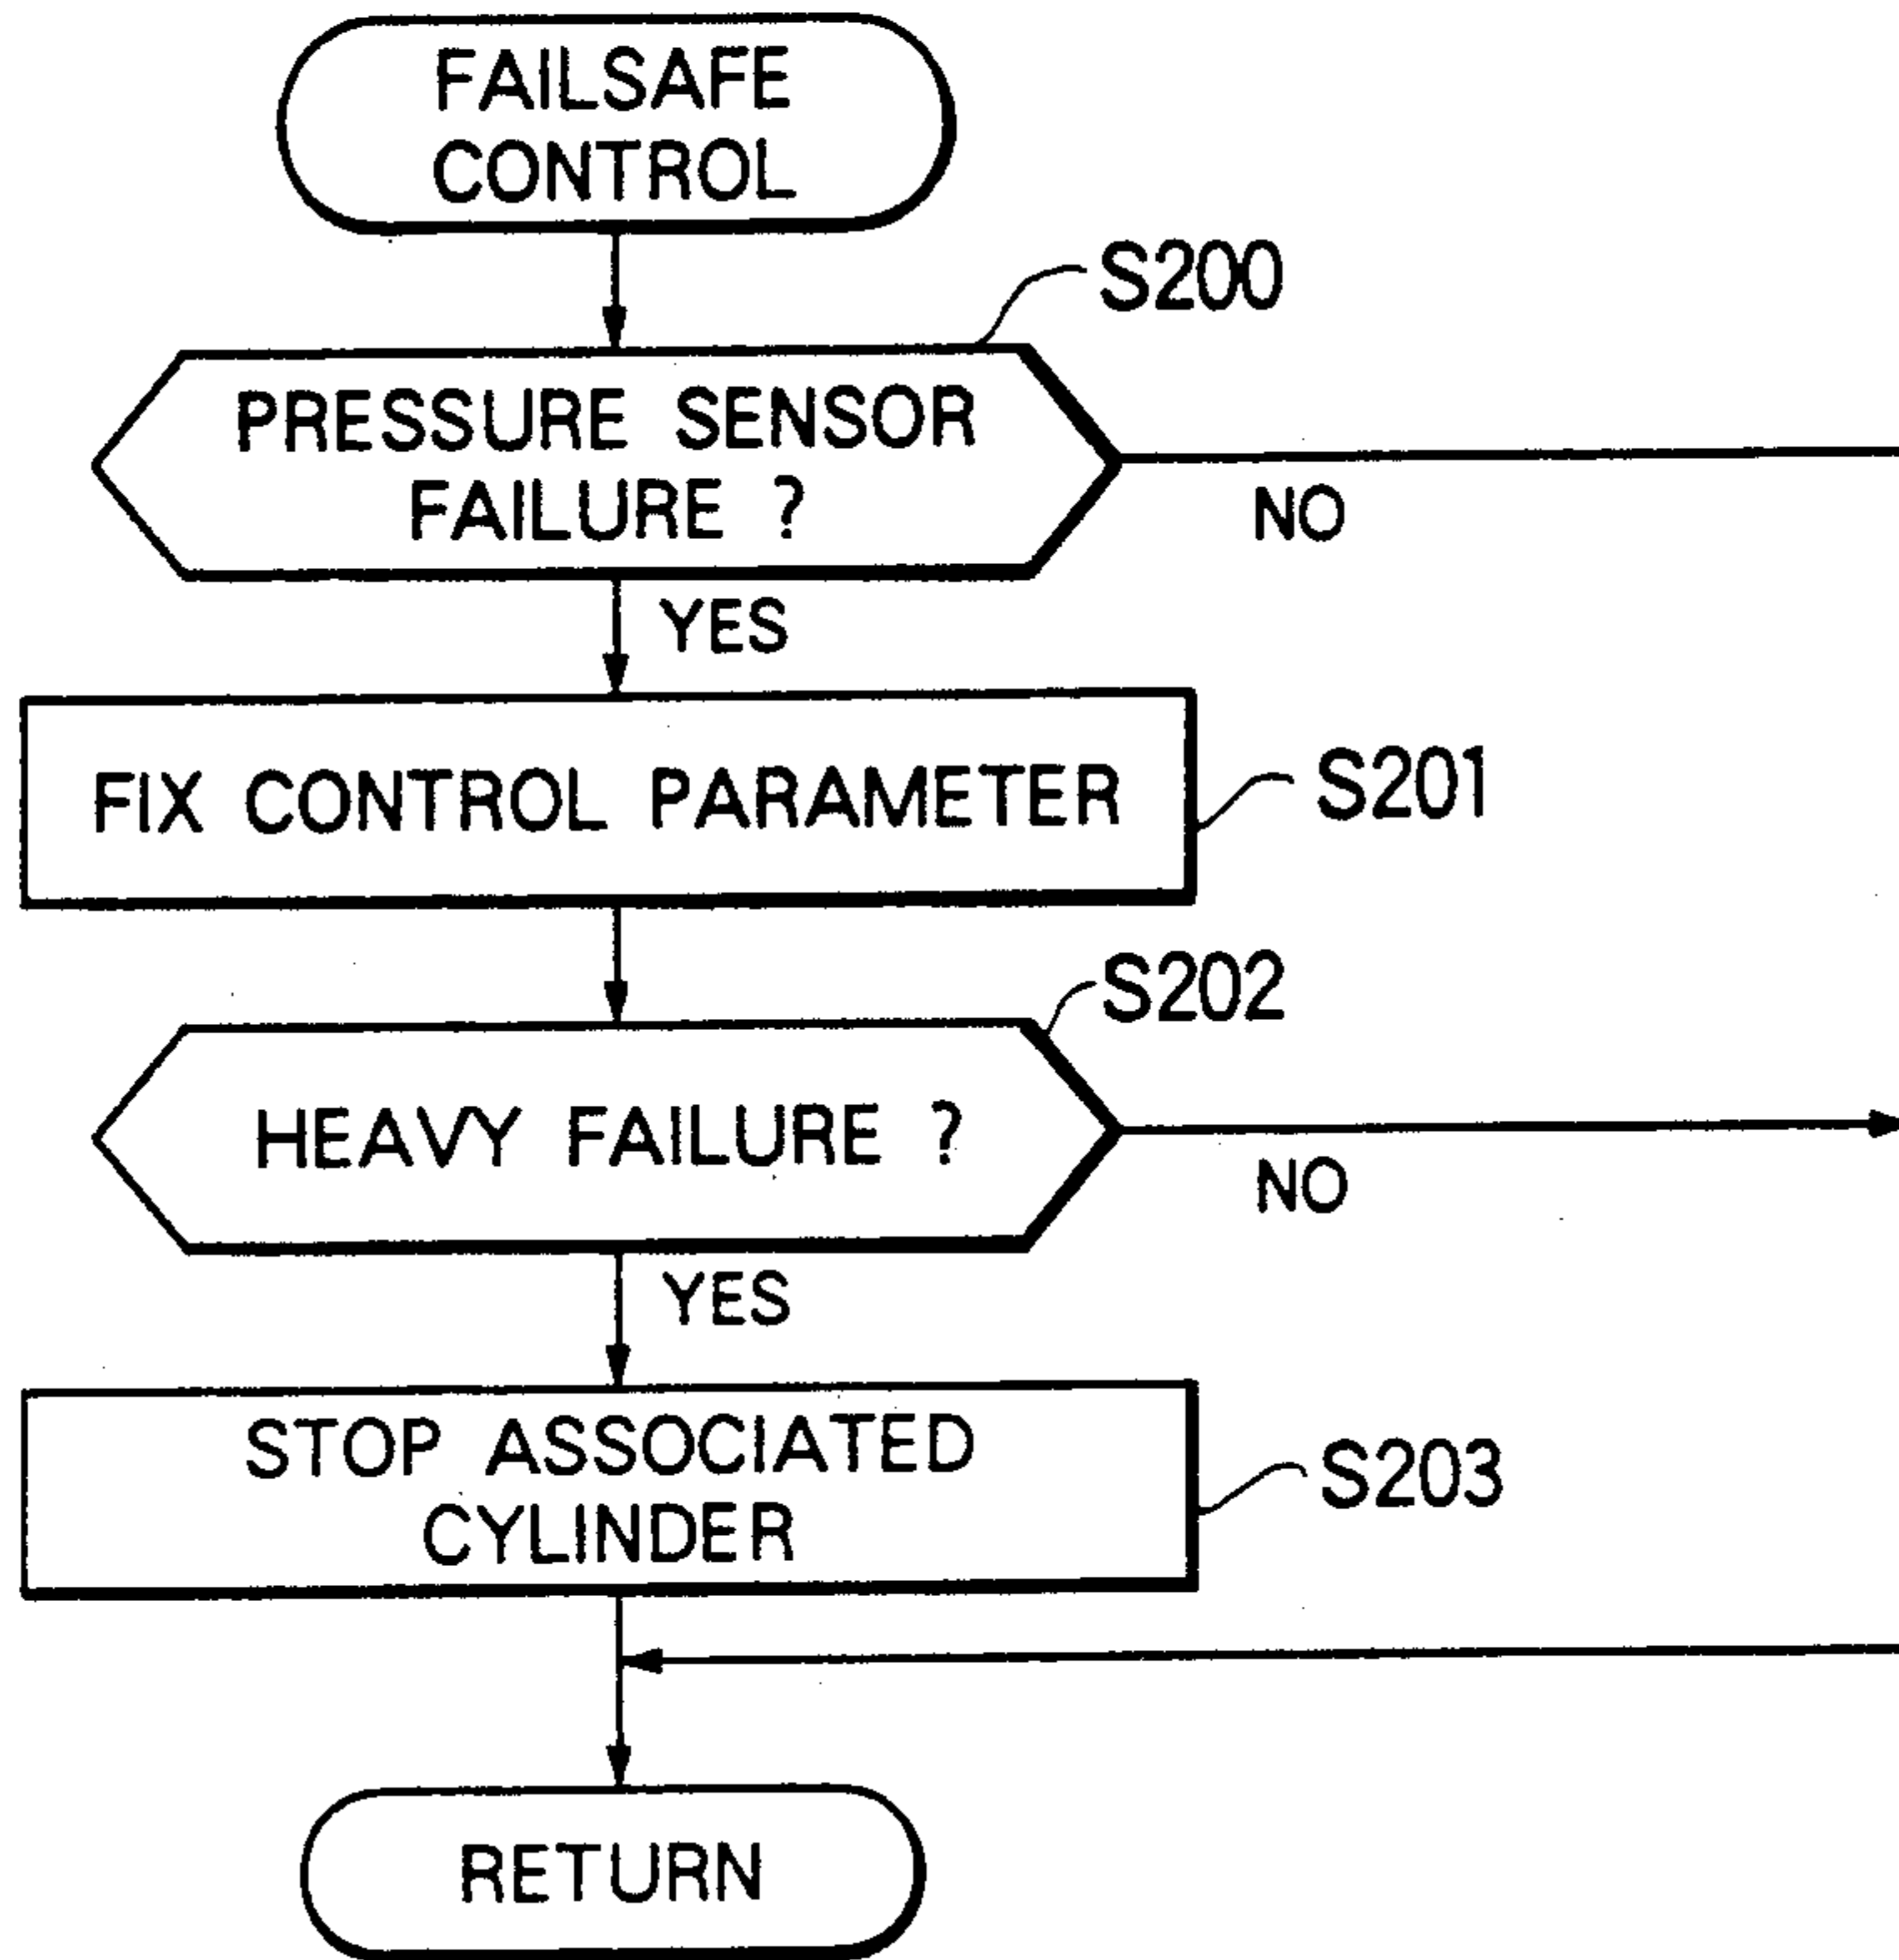 FAILSAFE
CONTROL
S200
PRESSURE SENSOR
FAILURE ?
NO
YES
FIX CONTROL PARAMETER
S201
S202
HEAVY FAILURE ?
NO
YES
STOP ASSOCIATED
CYLINDER
S203
RETURN